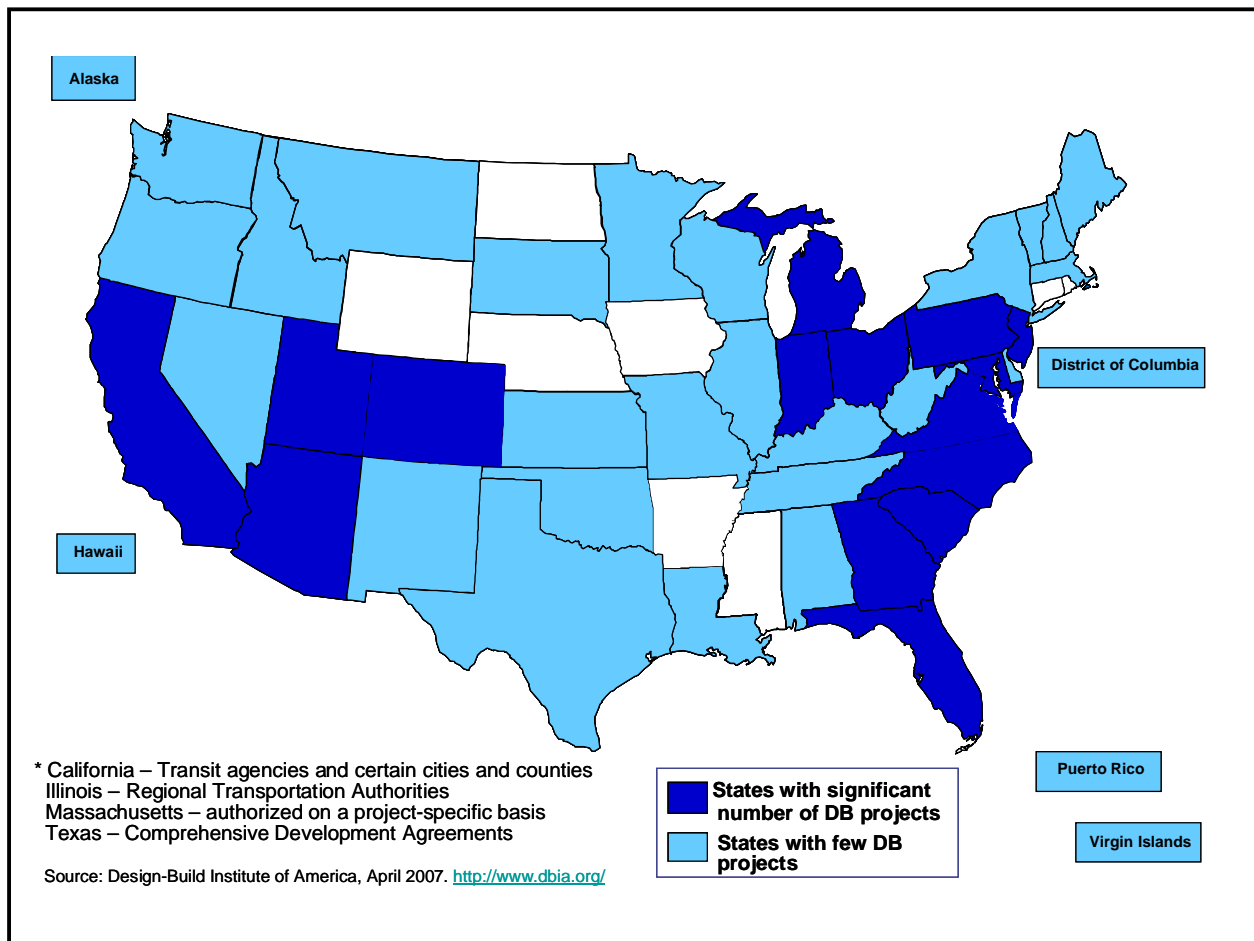 Alaska
District of Columbia
Hawaii
* California – Transit agencies and certain cities and counties
Illinois – Regional Transportation Authorities
Massachusetts – authorized on a project-specific basis
Texas – Comprehensive Development Agreements
Source: Design-Build Institute of America, April 2007. http://www.dbia.org/
States with significant
number of DB projects
States with few DB
projects
Puerto Rico
Virgin Islands